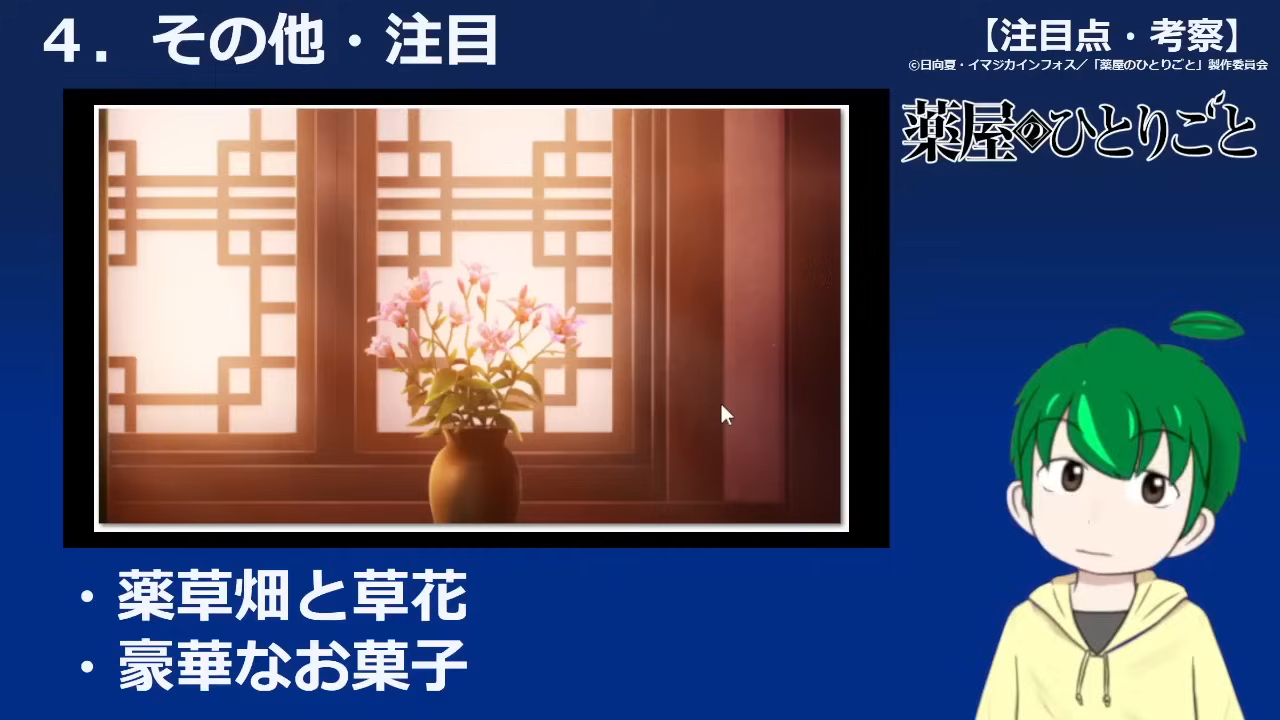 ４．その他・注目
【注目点・考察】
©日向夏・イマジカインフォス／「薬屋のひとりごと」製作委員会
薬屋のひとりごと
・薬草畑と草花
・豪華なお菓子